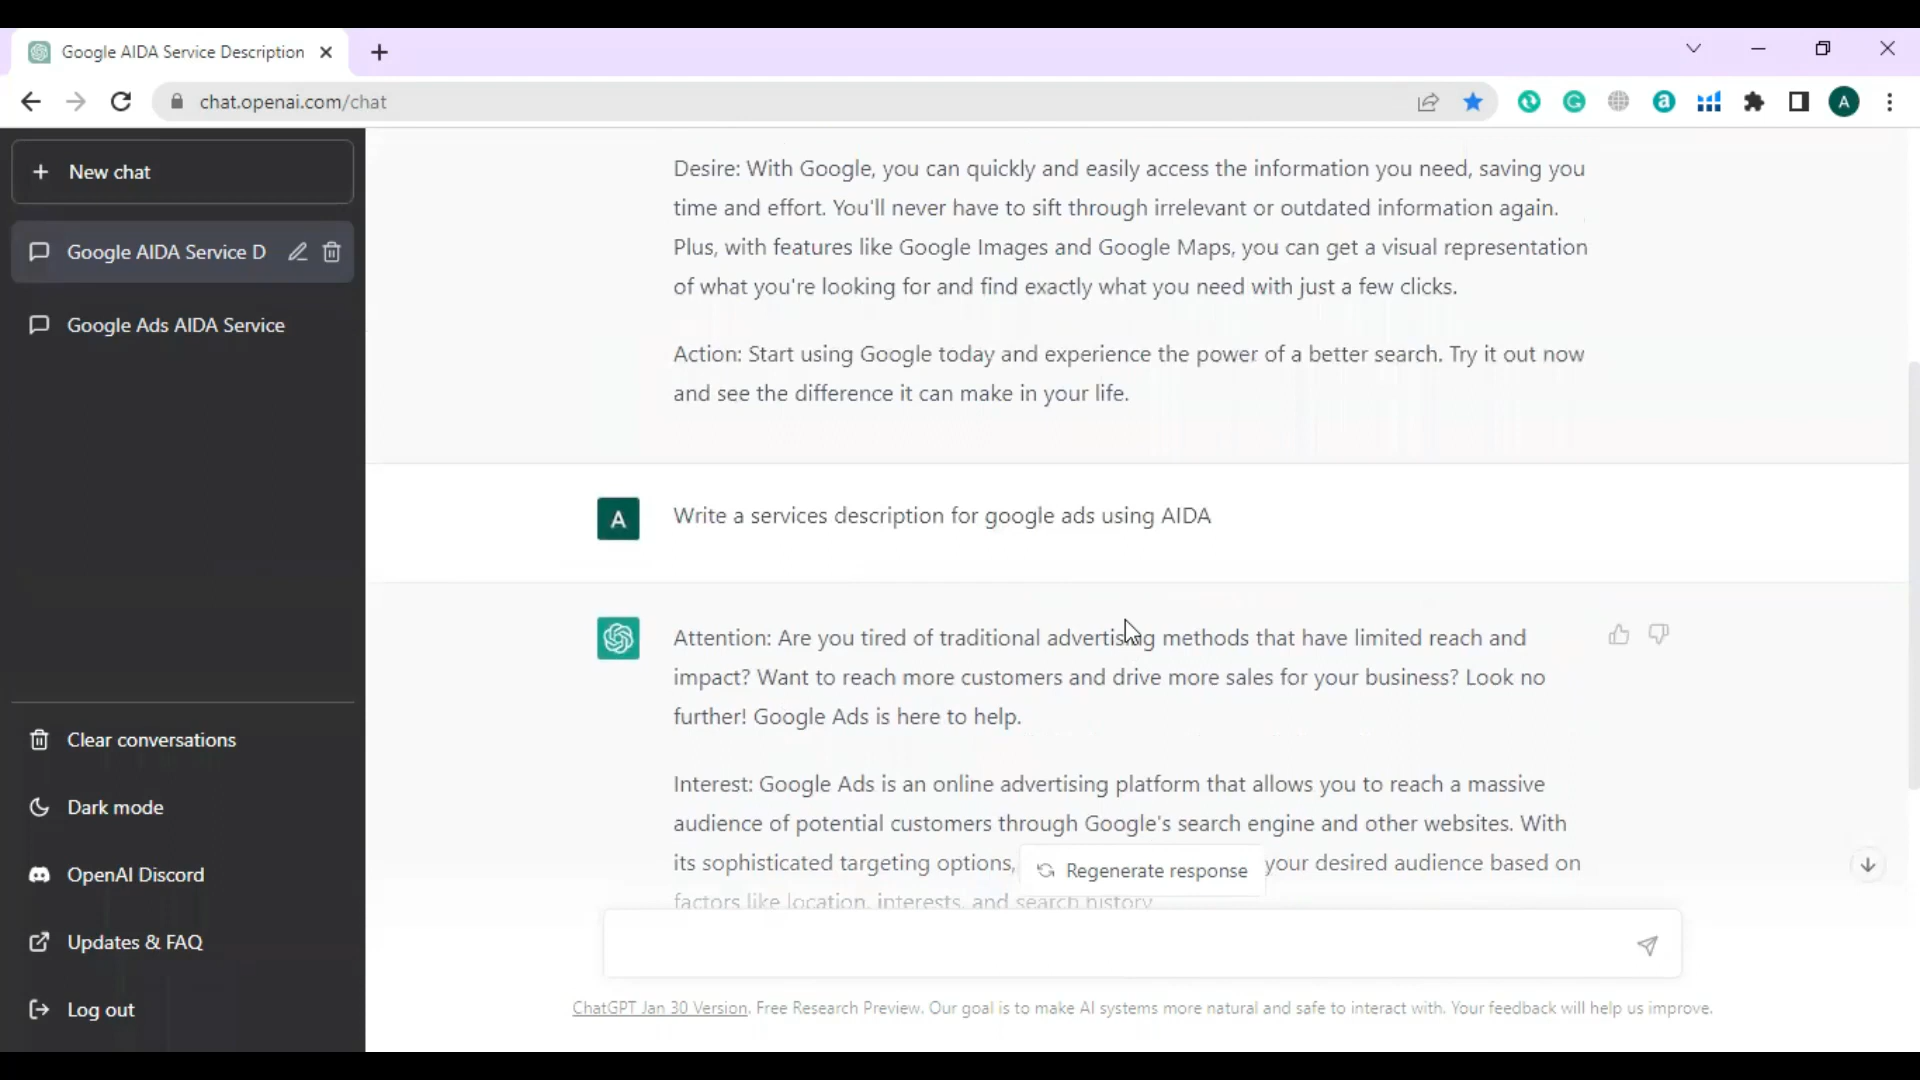 Google AIDA Service Description
chat.openai.com/chat
A
New chat
Google AIDA Service D
Google Ads AIDA Service
Clear conversations
Dark mode
OpenAI Discord
Updates & FAQ
Log out
Desire: With Google, you can quickly and easily access the information you need, saving you
time and effort. You'll never have to sift through irrelevant or outdated information again.
Plus, with features like Google Images and Google Maps, you can get a visual representation
of what you're looking for and find exactly what you need with just a few clicks.
Action: Start using Google today and experience the power of a better search. Try it out now
and see the difference it can make in your life.
A
Write a services description for google ads using AIDA
Attention: Are you tired of traditional advertising methods that have limited reach and
impact? Want to reach more customers and drive more sales for your business? Look no
further! Google Ads is here to help.
Interest: Google Ads is an online advertising platform that allows you to reach a massive
audience of potential customers through Google's search engine and other websites. With
its sophisticated targeting options, your desired audience based on
Regenerate response
factors like location, interests, and search history
ChatGPT Jan 30 Version. Free Research Preview. Our goal is to make AI systems more natural and safe to interact with. Your feedback will help us improve.